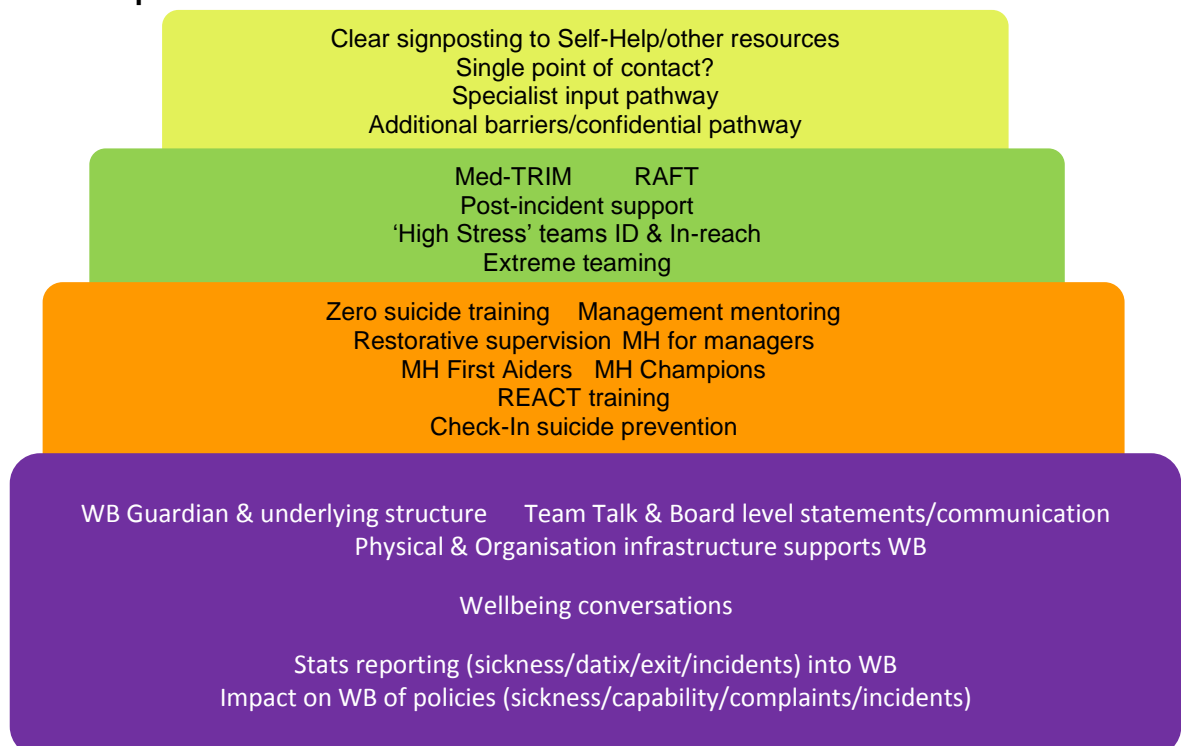 Clear signposting to Self-Help/other resources
Single point of contact?
Specialist input pathway
Additional barriers/confidential pathway
Med-TRIM RAFT
Post-incident support
‘High Stress’ teams ID & In-reach
Extreme teaming
Zero suicide training Management mentoring
Restorative supervision MH for managers
MH First Aiders MH Champions
REACT training
Check-In suicide prevention
WB Guardian & underlying structure Team Talk & Board level statements/communication
Physical & Organisation infrastructure supports WB
Wellbeing conversations
Stats reporting (sickness/datix/exit/incidents) into WB
Impact on WB of policies (sickness/capability/complaints/incidents)